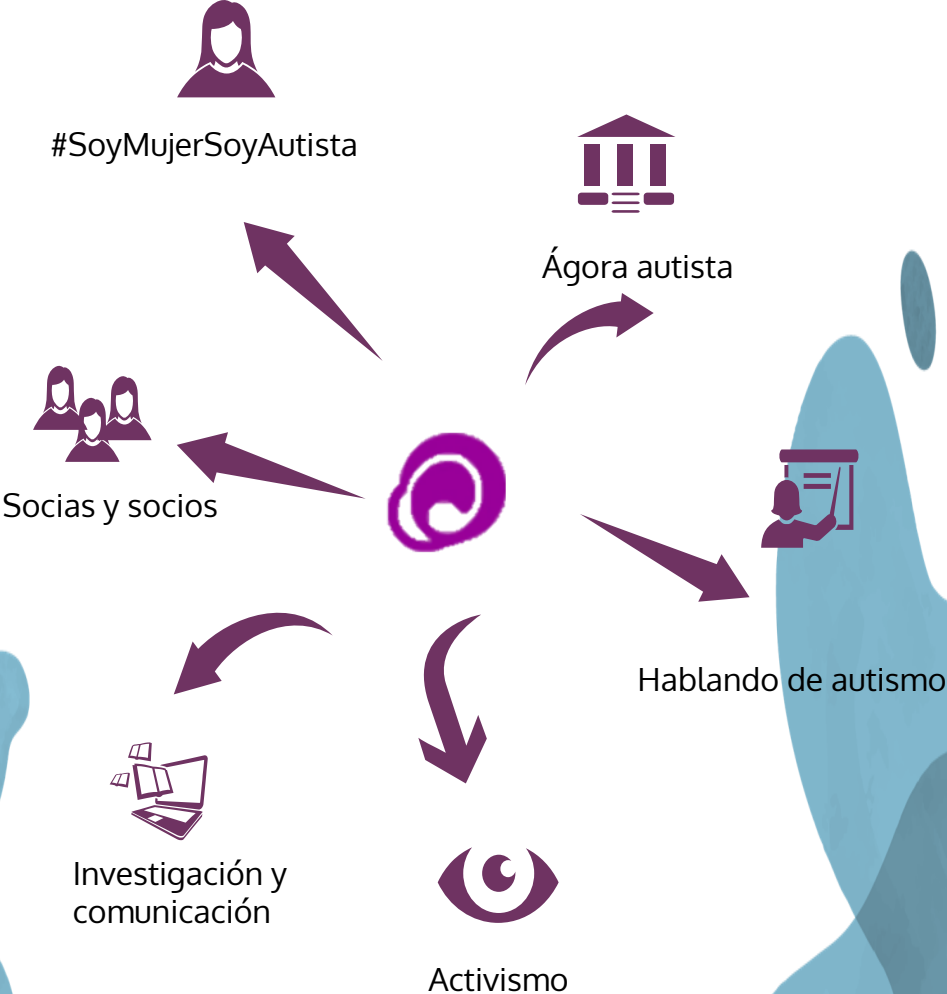 #SoyMujerSoyAutista
Ágora autista
Socias y socios
Hablando de autismo
Investigación y
comunicación
Activismo